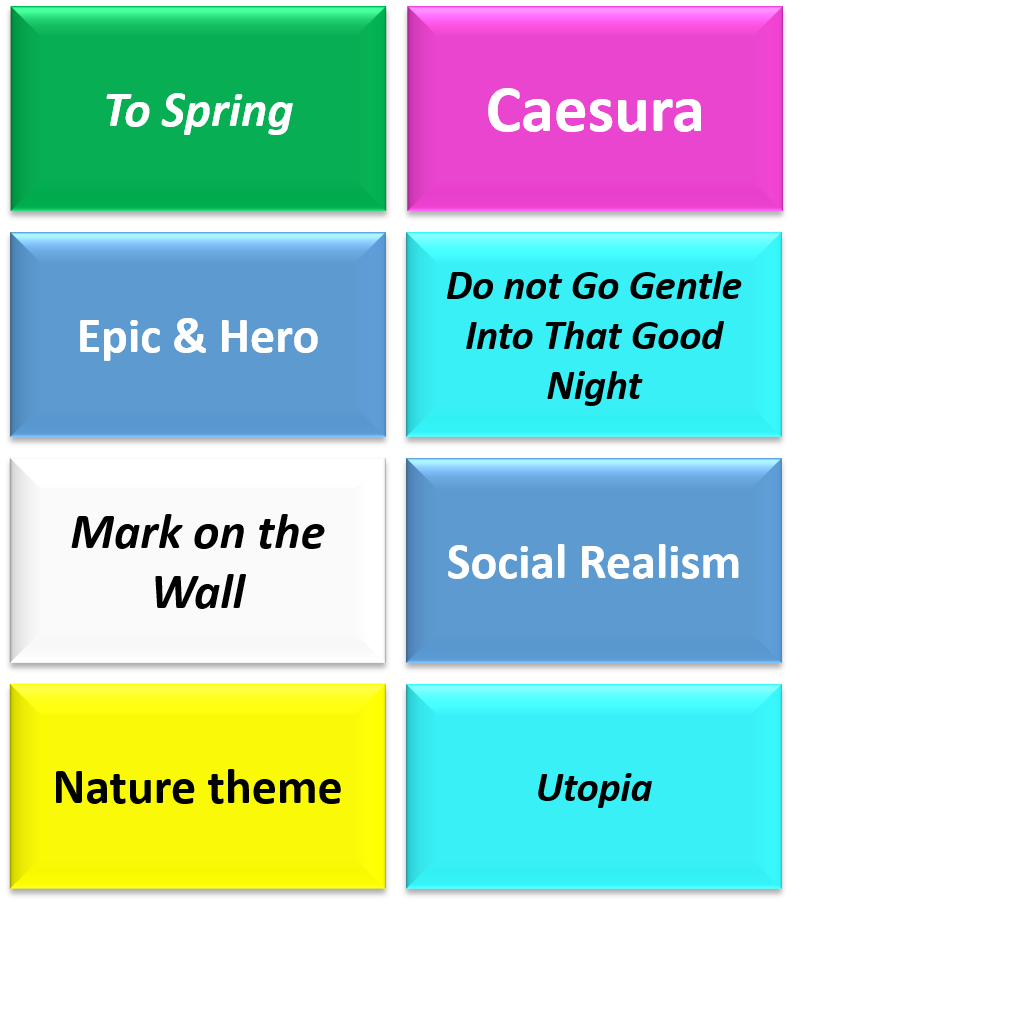 To Spring
Caesura
Epic & Hero
Do not Go Gentle
Into That Good
Night
Mark on the
Wall
Social Realism
Nature theme
Utopia